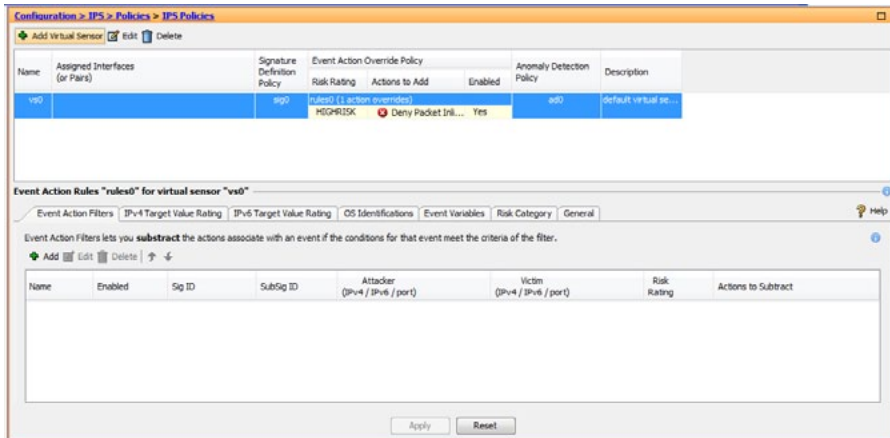 Configuration > IPS > Policies > IPS Policies
Add Virtual Sensor Edit Delete
Name Assigned Interfaces (or Pairs) Signature Definition Policy Event Action Override Policy Anomaly Detection Policy Description
Risk Rating Actions to Add Enabled
vs0 sig0 rules0 (1 action overrides) ad0 default virtual se...
HIGHRISK Deny Packet Inli... Yes
Event Action Rules "rules0" for virtual sensor "vs0"
Event Action Filters IPv4 Target Value Rating IPv6 Target Value Rating OS Identifications Event Variables Risk Category General Help
Event Action Filters lets you substract the actions associate with an event if the conditions for that event meet the criteria of the filter.
Add Edit Delete
Name Enabled Sig ID SubSig ID Attacker (IPv4 / IPv6 / port) Victim (IPv4 / IPv6 / port) Risk Rating Actions to Subtract
Apply Reset